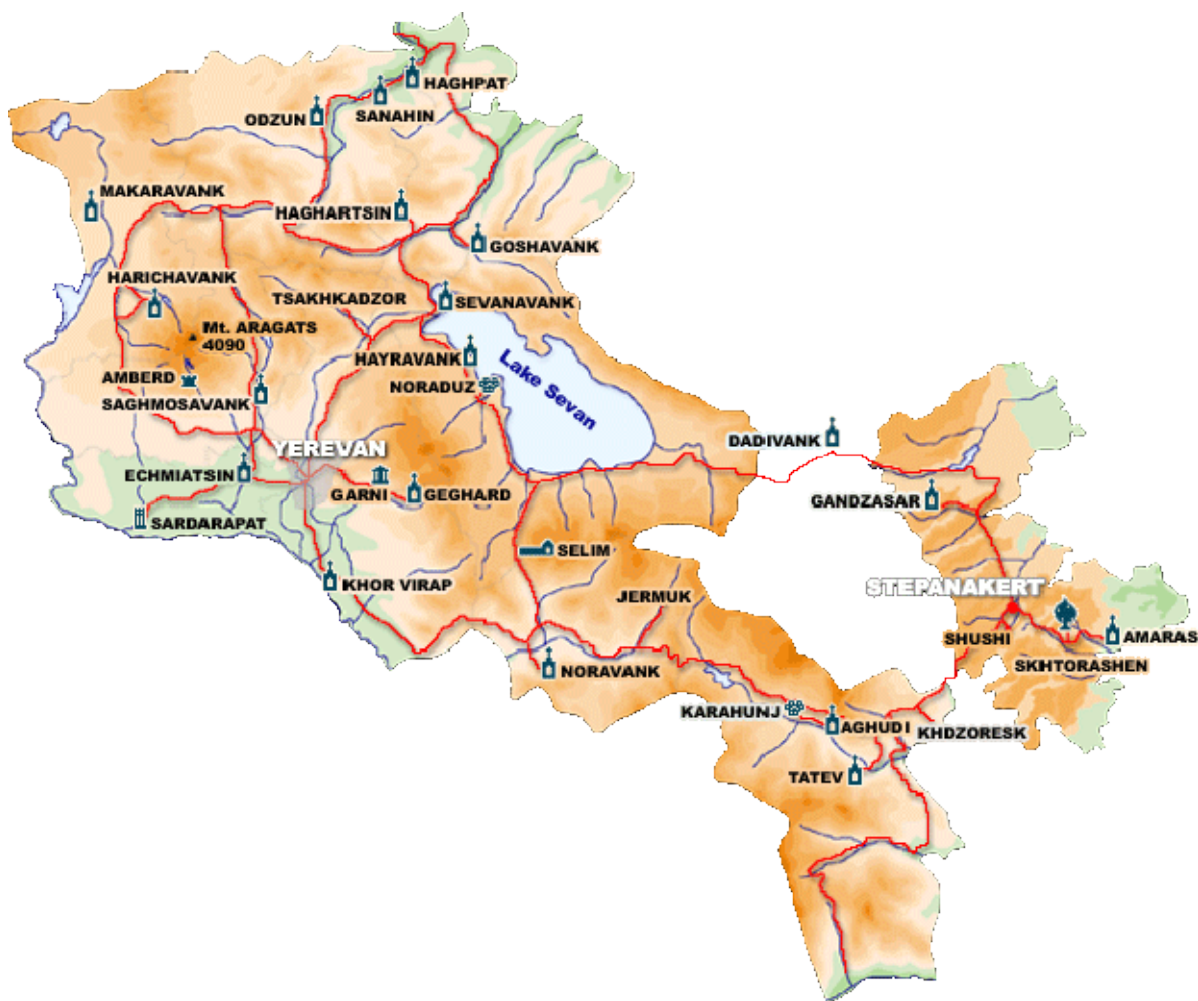 HAGHPAT
SANAHIN
ODZUN
MAKARAVANK
HAGHARTSIN
GOSHAVANK
HARICHAVANK
TSAKHKADZOR
SEVANAVANK
Mt. ARAGATS
4090
HAYRAVANK
Lake Sevan
AMBERD
NORADUZ
SAGHMOSAVANK
DADIVANK
YEREVAN
ECHMIATSIN
GARNI
GEGHARD
GANDZASAR
SARDARAPAT
SELIM
KHOR VIRAP
STEPANAKERT
JERMUK
SHUSHI
AMARAS
NORAVANK
SKHTORASHEN
KARAHUNJ
AGHUDI
KHDZORESK
TATEV